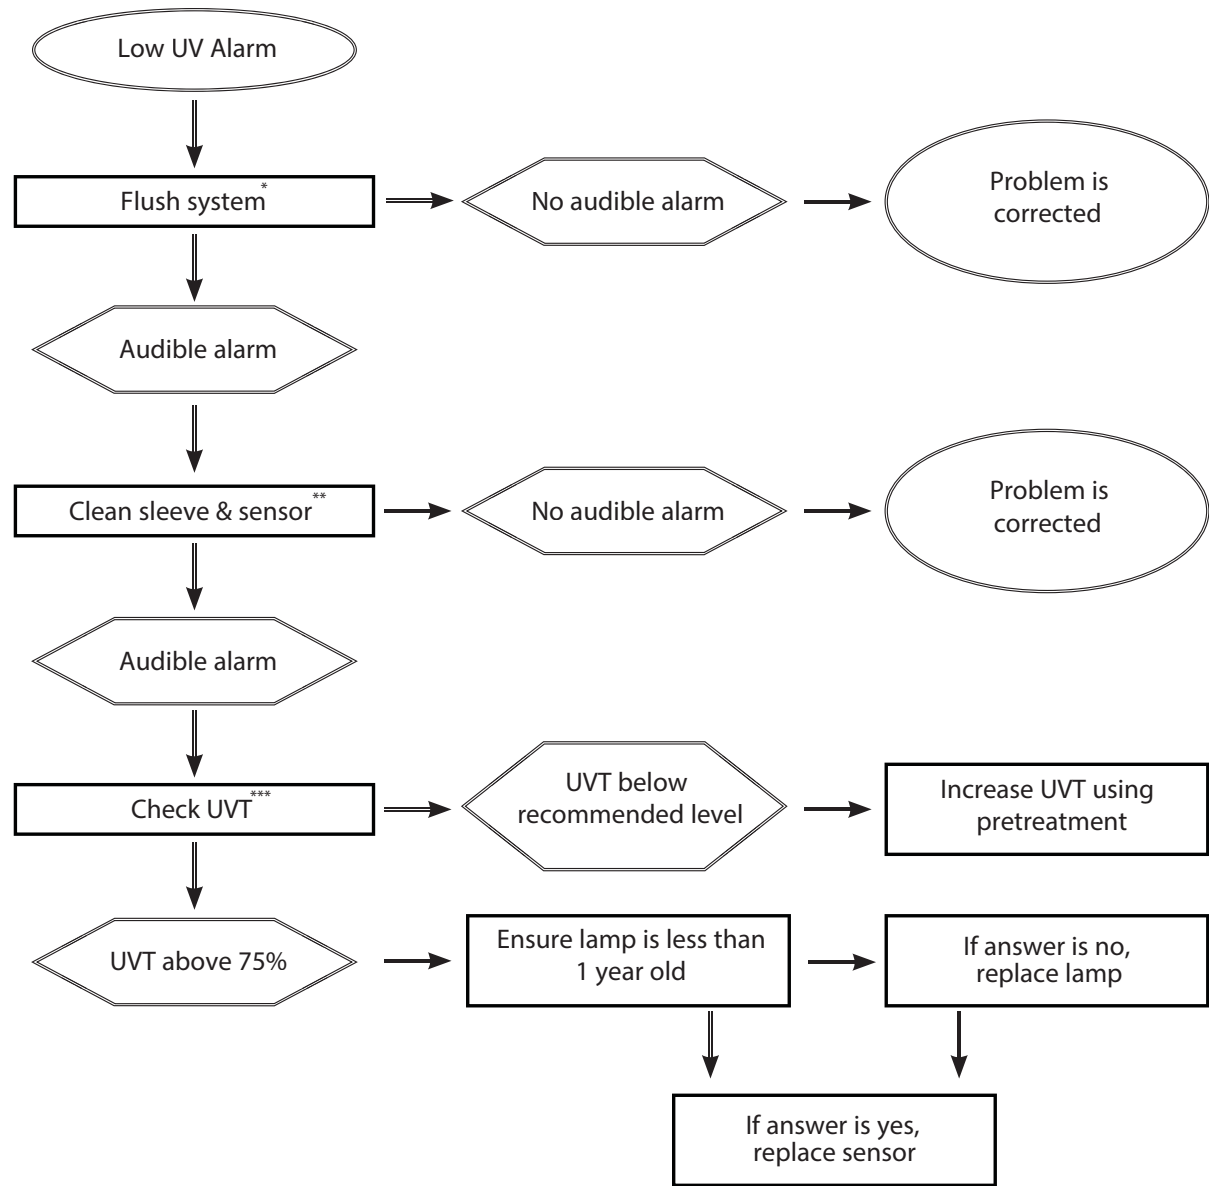 Low UV Alarm
Flush system*
No audible alarm
Problem is
corrected
Audible alarm
Clean sleeve & sensor**
No audible alarm
Problem is
corrected
Audible alarm
Check UVT***
UVT below
recommended level
Increase UVT using
pretreatment
UVT above 75%
Ensure lamp is less than
1 year old
If answer is no,
replace lamp
If answer is yes,
replace sensor